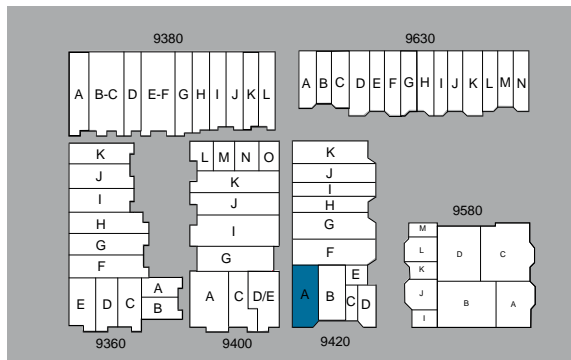 9380
A B-C D E-F G H I J K L
9630
A B C D E F G H I J K L M N
K
J
I
H
G
F
E D C
A
B
9360
L M N O
K
J
I
G
A C D/E
9400
K
J
I
H
G
F
E
A B
C D
9420
9580
M
L
K
J
I
D C
B A